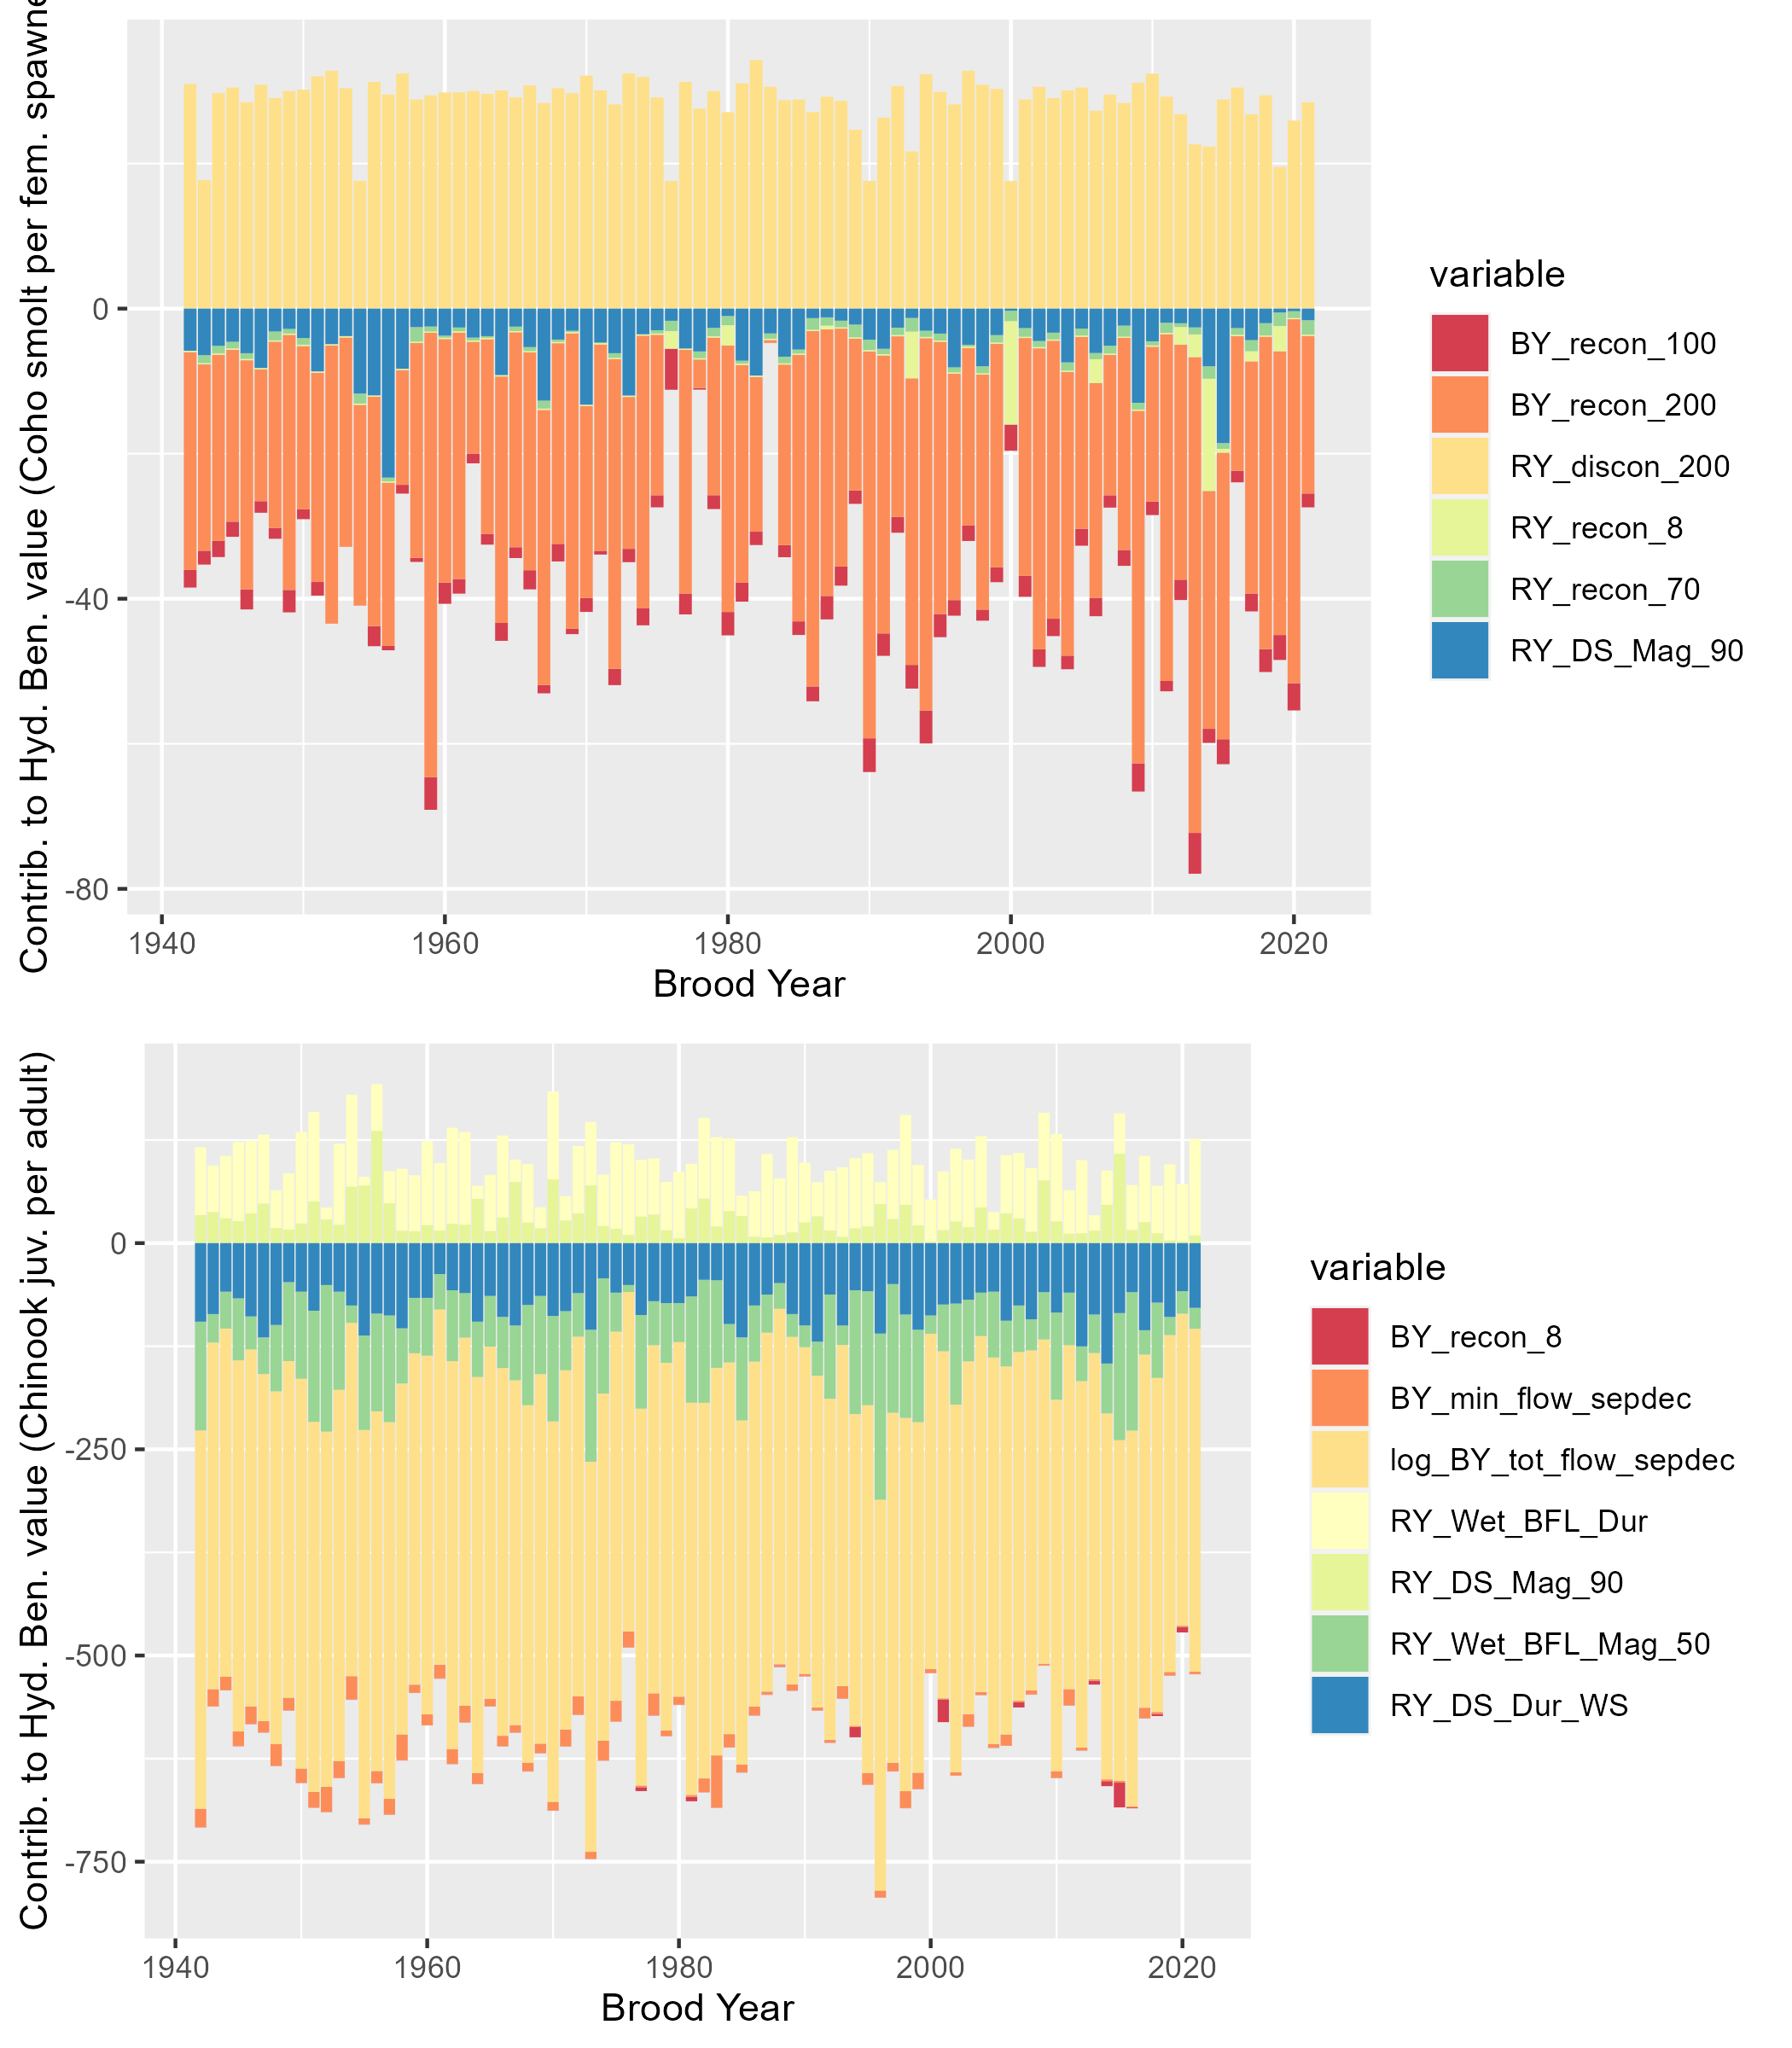 Contrib. to Hyd. Ben. value (Coho smolt per fem. spawne
0
-40
-80
1940 1960 1980 2000 2020
Brood Year
variable
BY_recon_100
BY_recon_200
RY_discon_200
RY_recon_8
RY_recon_70
RY_DS_Mag_90
Contrib. to Hyd. Ben. value (Chinook juv. per adult)
0
-250
-500
-750
1940 1960 1980 2000 2020
Brood Year
variable
BY_recon_8
BY_min_flow_sepdec
log_BY_tot_flow_sepdec
RY_Wet_BFL_Dur
RY_DS_Mag_90
RY_Wet_BFL_Mag_50
RY_DS_Dur_WS